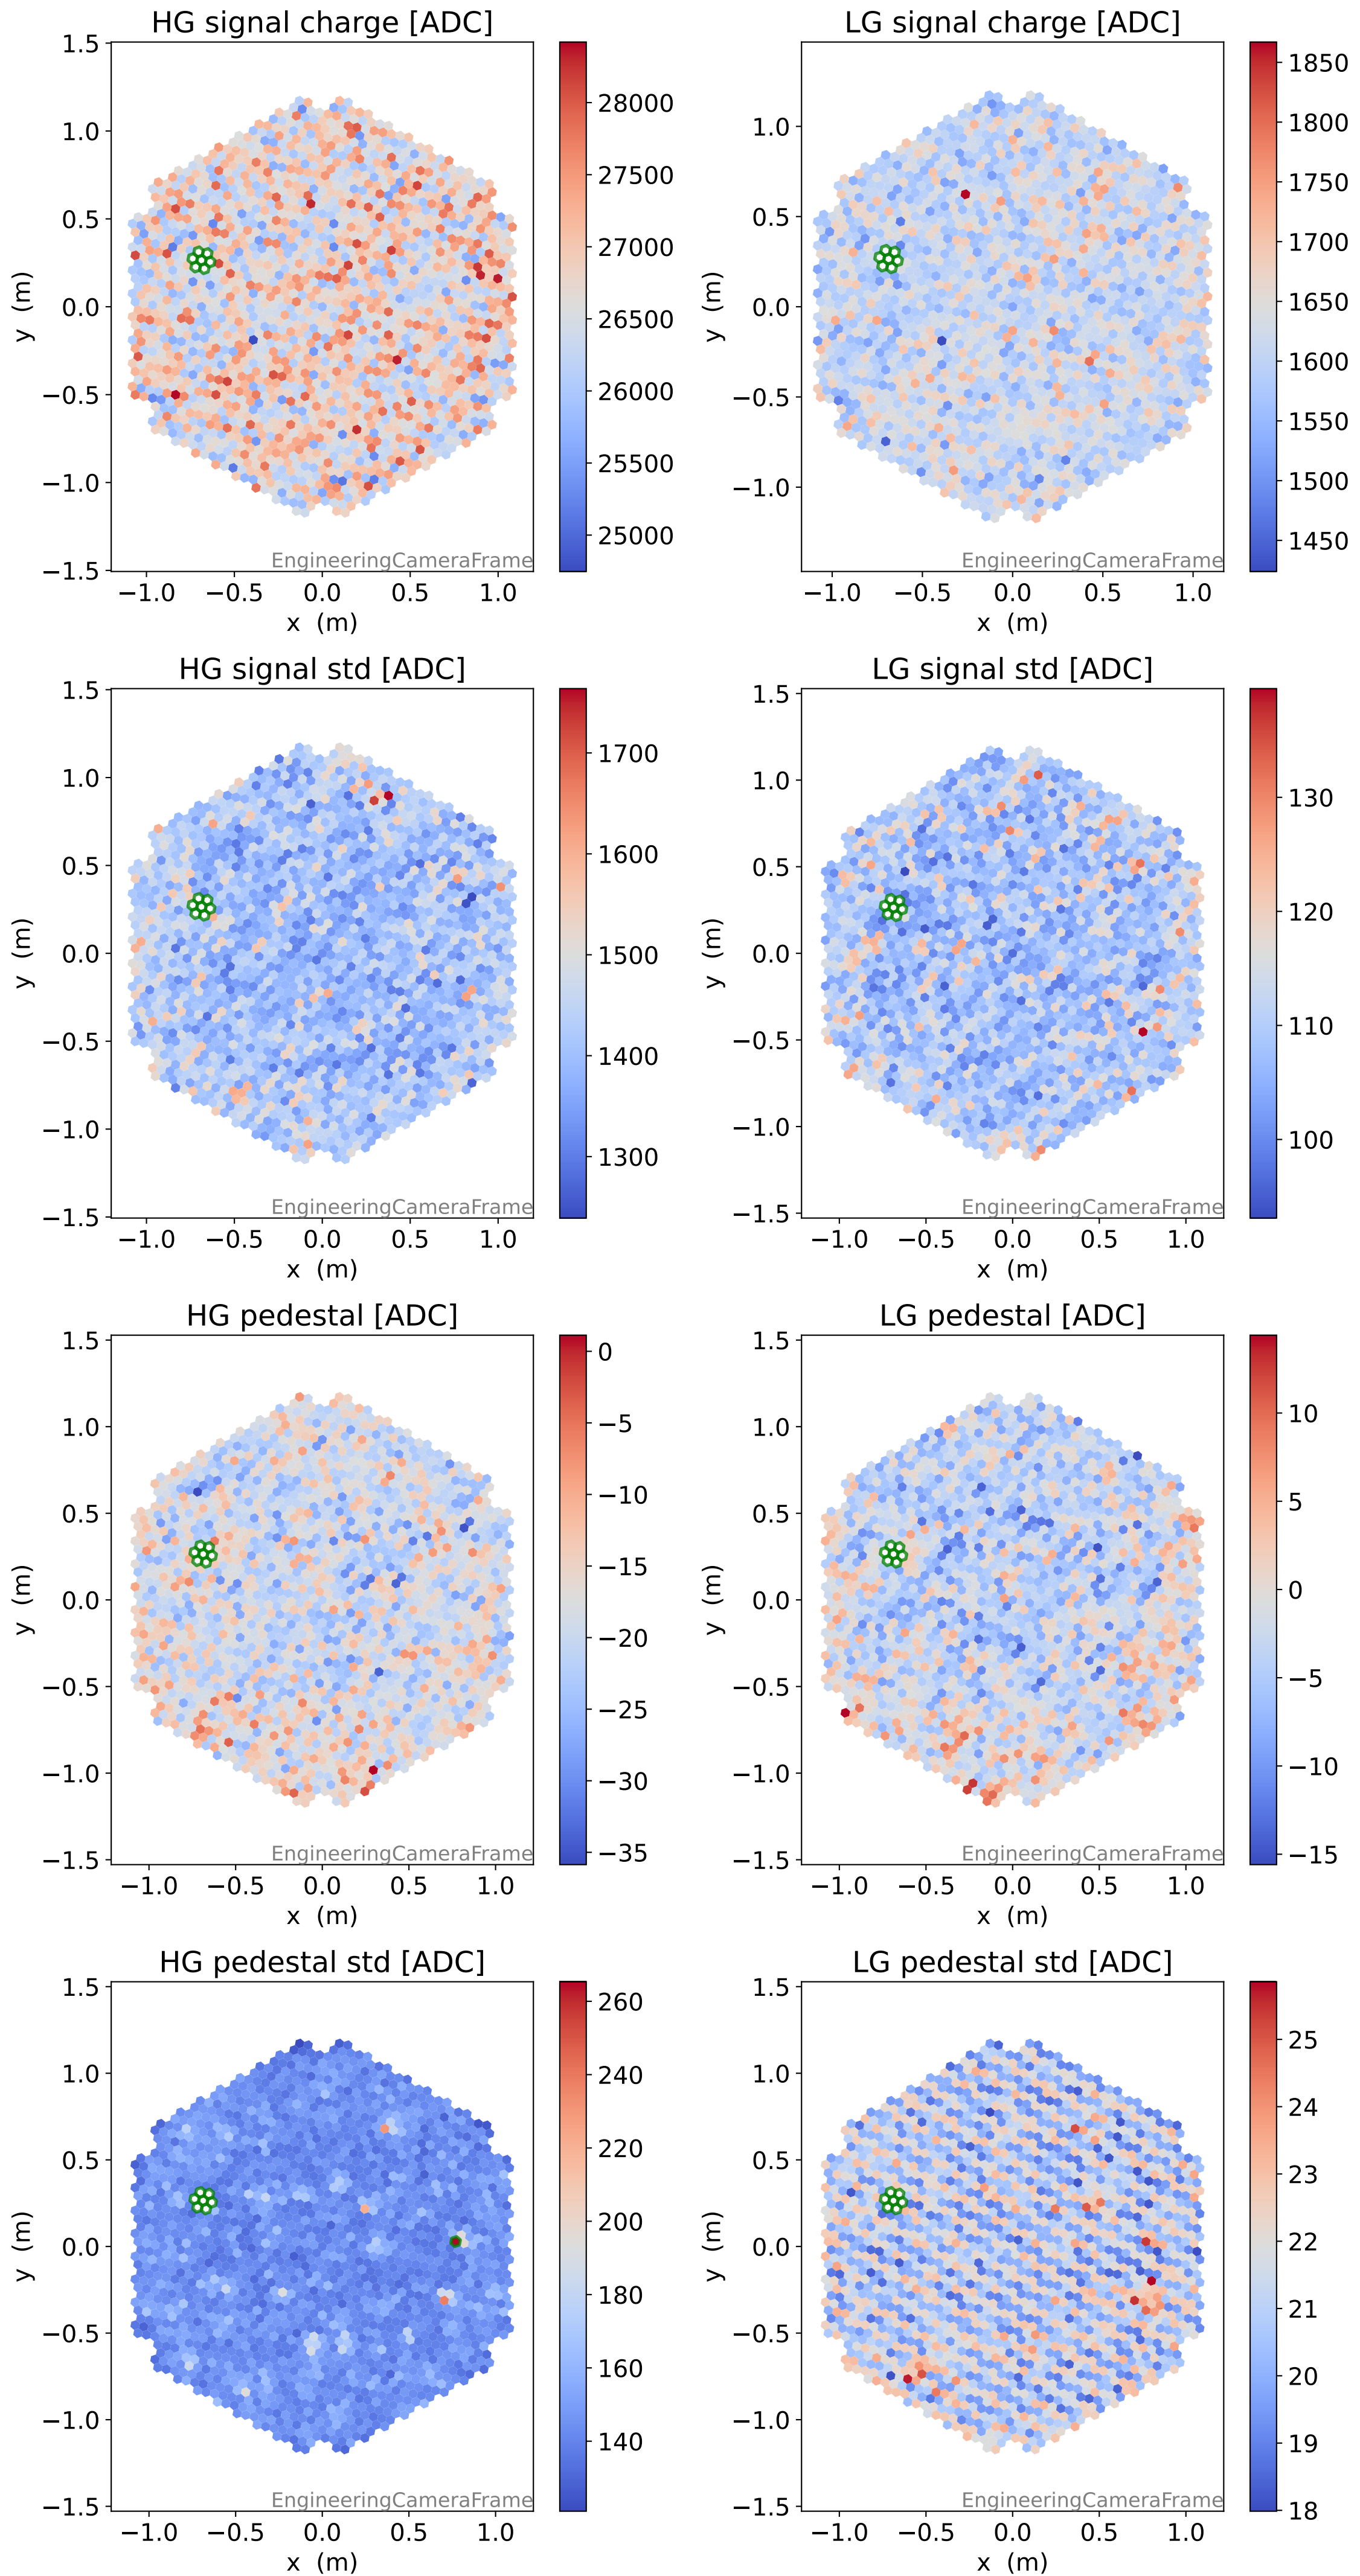 HG signal charge [ADC]
1.5
1.0
0.5
0.0
−0.5
−1.0
−1.5
y (m)
−1.0 −0.5 0.0 0.5 1.0
x (m)
EngineeringCameraFrame
28000
27500
27000
26500
26000
25500
25000
LG signal charge [ADC]
1.0
0.5
0.0
−0.5
−1.0
y (m)
−1.0 −0.5 0.0 0.5 1.0
x (m)
EngineeringCameraFrame
1850
1800
1750
1700
1650
1600
1550
1500
1450
HG signal std [ADC]
1.5
1.0
0.5
0.0
−0.5
−1.0
−1.5
y (m)
−1.0 −0.5 0.0 0.5 1.0
x (m)
EngineeringCameraFrame
1700
1600
1500
1400
1300
LG signal std [ADC]
1.5
1.0
0.5
0.0
−0.5
−1.0
−1.5
y (m)
−1.0 −0.5 0.0 0.5 1.0
x (m)
EngineeringCameraFrame
130
120
110
100
HG pedestal [ADC]
1.5
1.0
0.5
0.0
−0.5
−1.0
−1.5
y (m)
−1.0 −0.5 0.0 0.5 1.0
x (m)
EngineeringCameraFrame
0
−5
−10
−15
−20
−25
−30
−35
LG pedestal [ADC]
1.5
1.0
0.5
0.0
−0.5
−1.0
−1.5
y (m)
−1.0 −0.5 0.0 0.5 1.0
x (m)
EngineeringCameraFrame
10
5
0
−5
−10
−15
HG pedestal std [ADC]
1.5
1.0
0.5
0.0
−0.5
−1.0
−1.5
y (m)
−1.0 −0.5 0.0 0.5 1.0
x (m)
EngineeringCameraFrame
260
240
220
200
180
160
140
LG pedestal std [ADC]
1.5
1.0
0.5
0.0
−0.5
−1.0
−1.5
y (m)
−1.0 −0.5 0.0 0.5 1.0
x (m)
EngineeringCameraFrame
25
24
23
22
21
20
19
18